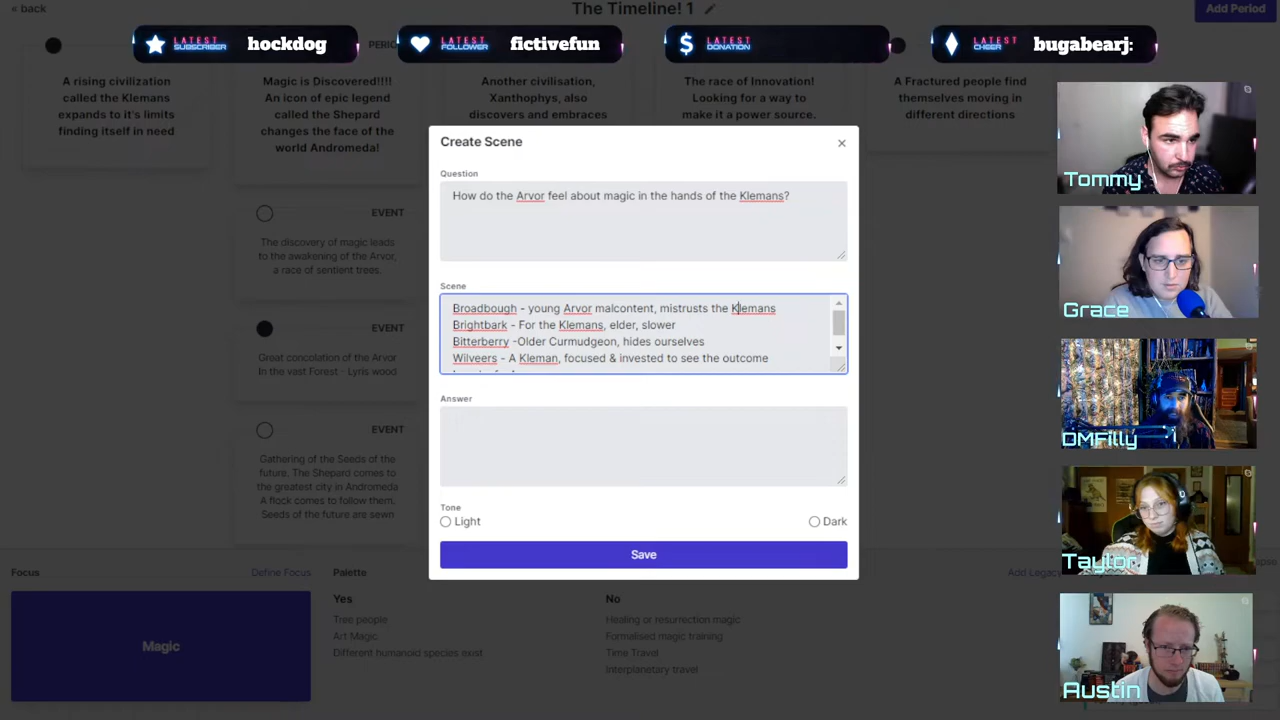 « back
The Timeline! 1
Add Period
LATEST SUBSCRIBER
hockdog
LATEST FOLLOWER
fictivefun
LATEST DONATION
LATEST CHEER
bugabearj:
A rising civilization
called the Klemans
expands to it's limits
finding itself in need
Magic is Discovered!!!!
An icon of epic legend
called the Shepard
changes the face of the
world Andromeda!
Another civilisation,
Xanthophys, also
discovers and embraces
The race of Innovation!
Looking for a way to
make it a power source.
A Fractured people find
themselves moving in
different directions
EVENT
The discovery of magic leads
to the awakening of the Arvor,
a race of sentient trees.
EVENT
Great concolation of the Arvor
In the vast Forest - Lyris wood
EVENT
Gathering of the Seeds of the
future. The Shepard comes to
the greatest city in Andromeda
A flock comes to follow them.
Seeds of the future are sewn
Create Scene
×
Question
How do the Arvor feel about magic in the hands of the Klemans?
Scene
Broadbough - young Arvor malcontent, mistrusts the Klemans
Brightbark - For the Klemans, elder, slower
Bitterberry -Older Curmudgeon, hides ourselves
Wilveers - A Kleman, focused & invested to see the outcome
Answer
Tone
Light
Dark
Save
Focus
Define Focus
Magic
Palette
Yes
Tree people
Art Magic
Different humanoid species exist
No
Healing or resurrection magic
Formalised magic training
Time Travel
Interplanetary travel
Add Legacy
Tommy
Grace
DMFilly
Taylor
Austin